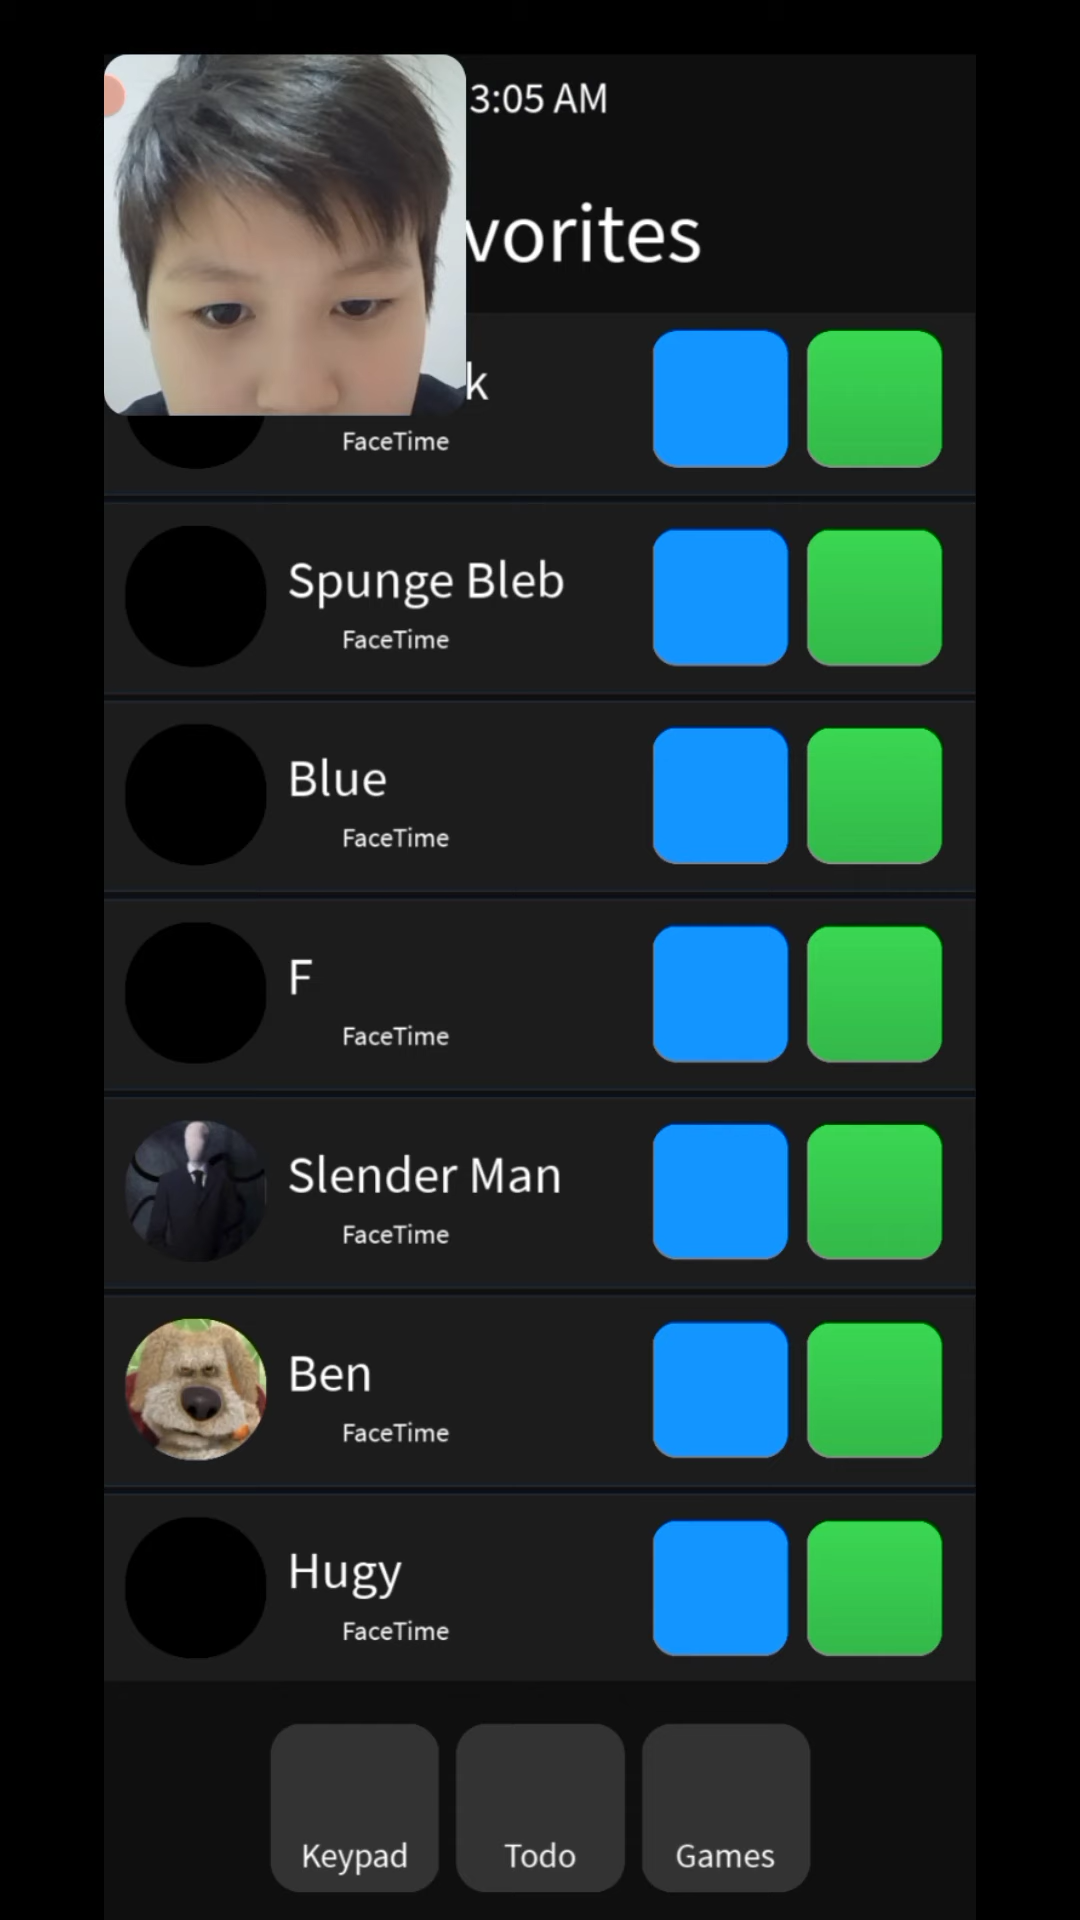 3:05 AM
vorites
k
FaceTime
Spunge Bleb
FaceTime
Blue
FaceTime
F
FaceTime
Slender Man
FaceTime
Ben
FaceTime
Hugy
FaceTime
Keypad
Todo
Games